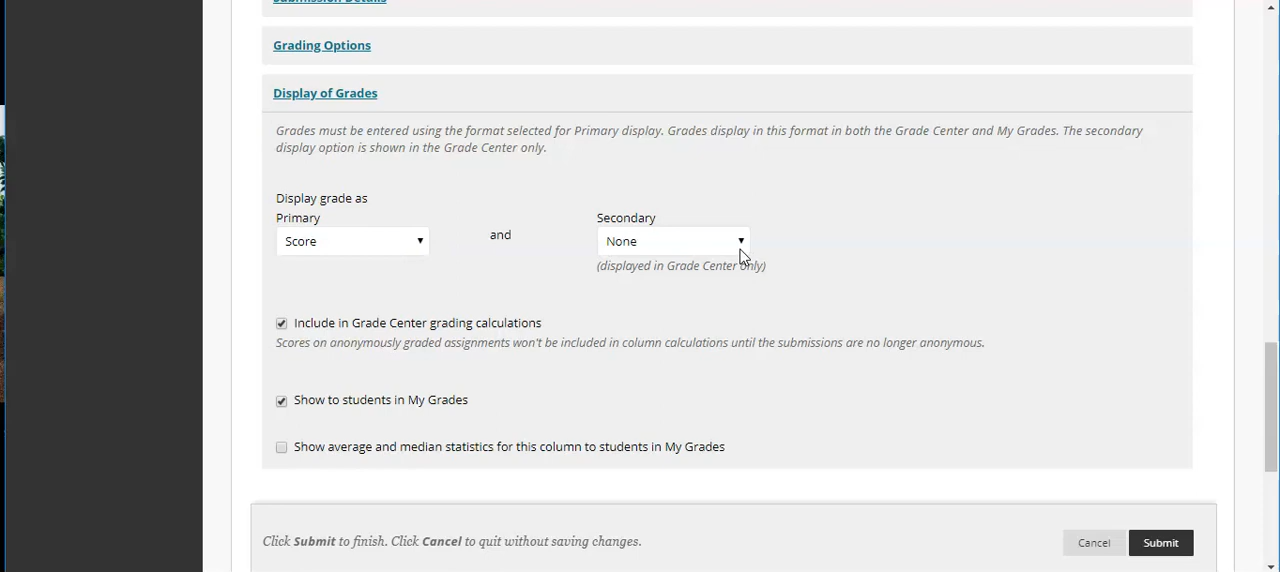 Submission Details
Grading Options
Display of Grades
Grades must be entered using the format selected for Primary display. Grades display in this format in both the Grade Center and My Grades. The secondary
display option is shown in the Grade Center only.
Display grade as
Primary
Score
and
Secondary
None
(displayed in Grade Center only)
Include in Grade Center grading calculations
Scores on anonymously graded assignments won't be included in column calculations until the submissions are no longer anonymous.
Show to students in My Grades
Show average and median statistics for this column to students in My Grades
Click Submit to finish. Click Cancel to quit without saving changes.
Cancel
Submit